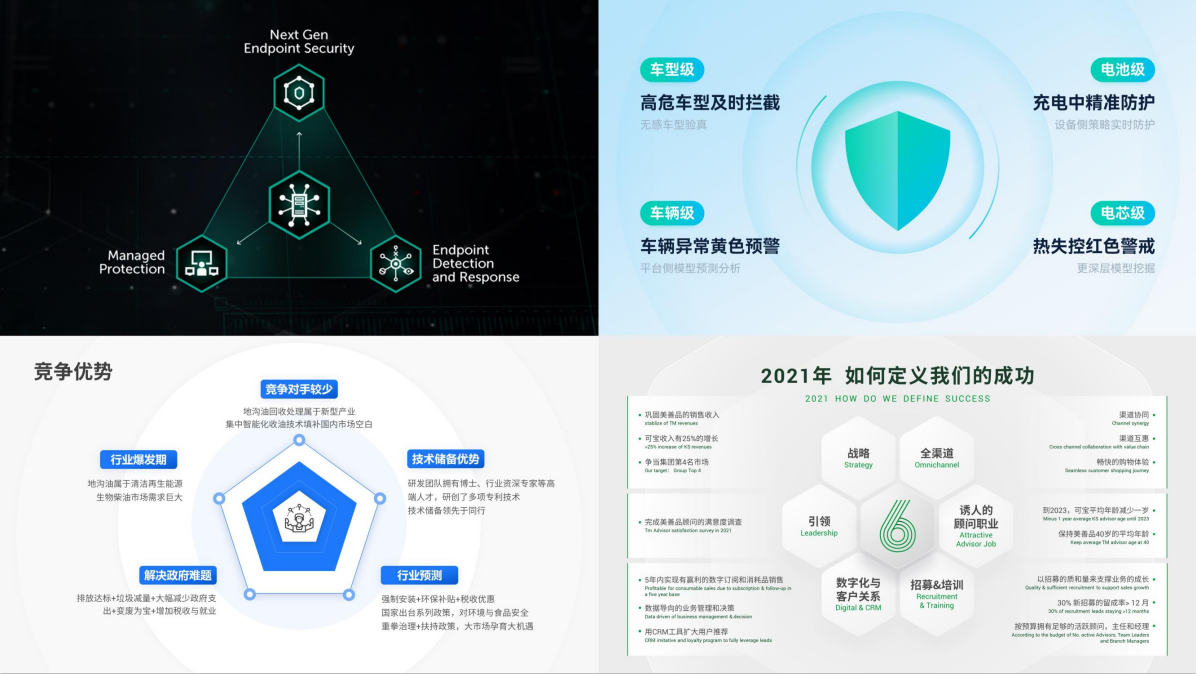 Next Gen
Endpoint Security
Managed
Protection
Endpoint
Detection
and Response
车型级
高危车型及时拦截
无感车型验真
电池级
充电中精准防护
设备侧策略实时防护
车辆级
车辆异常黄色预警
平台侧模型预测分析
电芯级
热失控红色警戒
更深层模型挖掘
竞争优势
竞争对手较少
地沟油回收处理属于新型产业
集中智能化收油技术填补国内市场空白
行业爆发期
地沟油属于清洁再生能源
生物柴油市场需求巨大
技术储备优势
研发团队拥有博士、行业资深专家等高
端人才，研创了多项专利技术
技术储备领先于同行
解决政府难题
排放达标+垃圾减量+大幅减少政府支
出+变度为宝+增加税收与就业
行业预测
强制安装+环保补贴+税收优惠
国家出台系列政策，对环境与食品安全
重拳治理+扶持政策，大市场孕育大机遇
2021年 如何定义我们的成功
2021 HOW DO WE DEFINE SUCCESS
巩固美善品的销售收入
stablize of TM revenues
可宝收入有25%的增长
+25% increase of KS revenues
争当集团第4名市场
Our target: Group Top 4
完成美善品顾问的满意度调查
Tm Advisor satisfaction survey in 2021
5年内实现有赢利的数字订阅和消耗品销售
Profitable for consumables sales due to subscription & follow-up in
a five year base
数据导向的业务管理和决策
Data driven of business management & decision
用CRM工具扩大用户推荐
CRM imitative and loyalty program to fully leverage leads
战略
Strategy
全渠道
Omnichannel
引领
Leadership
6
诱人的
顾问职业
Attractive
Advisor Job
数字化与
客户关系
Digital & CRM
招募&培训
Recruitment
& Training
渠道协同
Channel synergy
渠道互惠
Cross channel collaboration with value chain
畅快的购物体验
Seamless customer shopping journey
到2023，可宝平均年龄减少一岁
Minus 1 year average KS advisor age until 2023
保持美善品40岁的平均年龄
Keep average TM advisor age at 40
以招募的质和量来支撑业务的成长
Quality & sufficient recruitment to support sales growth
30% 新招募的留成率> 12 月
30% of recruitment leads staying >12 months
按预算拥有足够的活跃顾问，主任和经理
According to the budget of No. active Advisors, Team Leaders
and Branch Managers